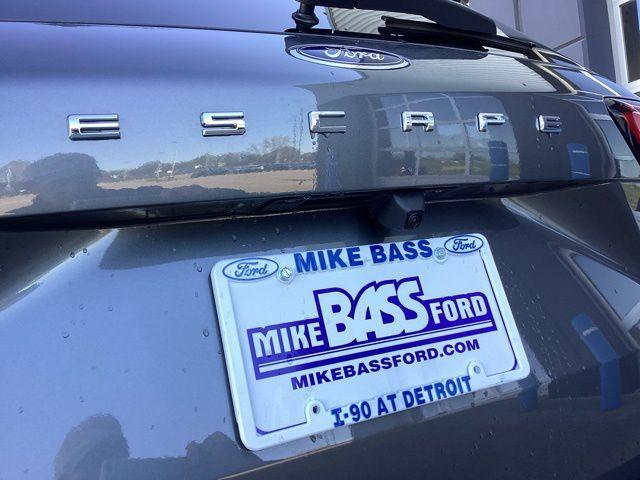 Ford
ESCAPE
Ford MIKE BASS Ford
MIKE BASS FORD
MIKEBASSFORD.COM
I-90 AT DETROIT